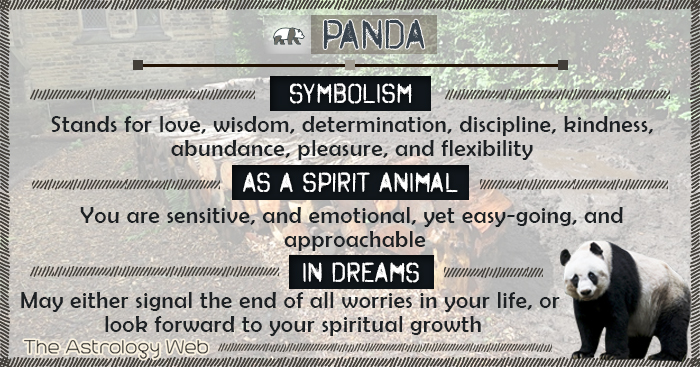 PANDA
SYMBOLISM
Stands for love, wisdom, determination, discipline, kindness,
abundance, pleasure, and flexibility
AS A SPIRIT ANIMAL
You are sensitive, and emotional, yet easy-going, and
approachable
IN DREAMS
May either signal the end of all worries in your life, or
look forward to your spiritual growth
The Astrology Web